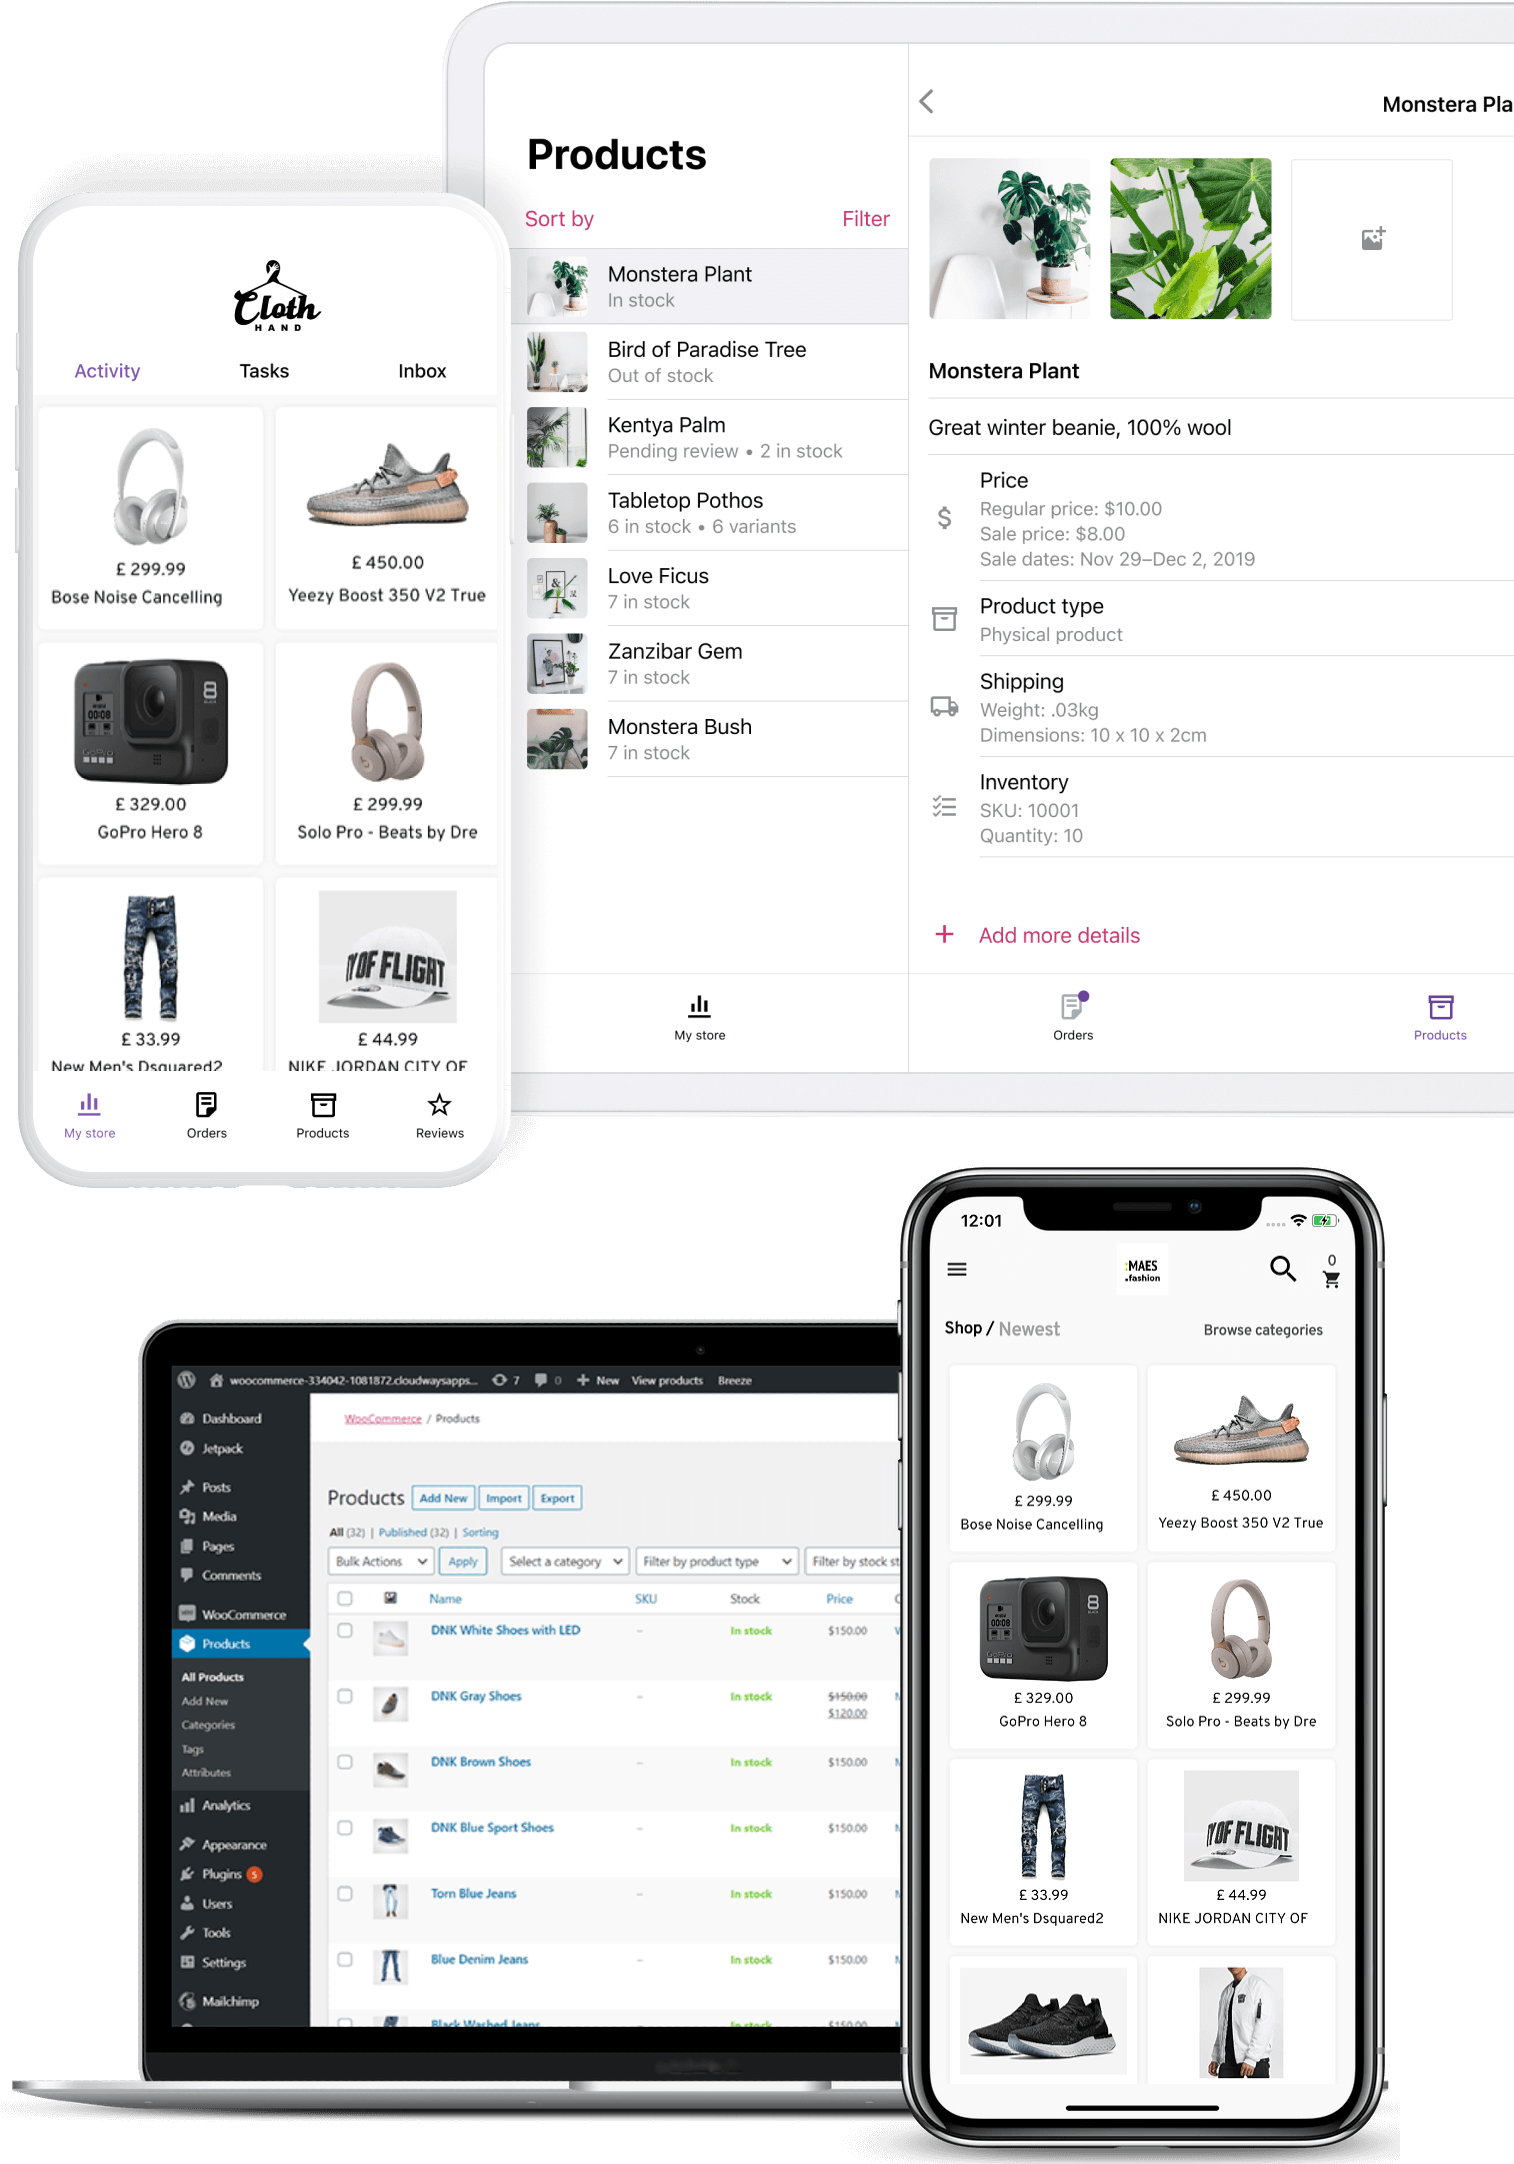 Products
Sort by
Filter
Monstera Plant
In stock
Bird of Paradise Tree
Out of stock
Kentya Palm
Pending review • 2 in stock
Tabletop Pothos
6 in stock • 6 variants
Love Ficus
7 in stock
Zanzibar Gem
7 in stock
Monstera Bush
7 in stock
My store
Monstera Pla
Monstera Plant
Great winter beanie, 100% wool
Price
Regular price: $10.00
Sale price: $8.00
Sale dates: Nov 29–Dec 2, 2019
Product type
Physical product
Shipping
Weight: .03kg
Dimensions: 10 x 10 x 2cm
Inventory
SKU: 10001
Quantity: 10
+ Add more details
Orders
Products
Cloth
HAND
Activity
Tasks
Inbox
£ 299.99
Bose Noise Cancelling
£ 450.00
Yeezy Boost 350 V2 True
8
BLACK
00:08
GoPro
£ 329.00
GoPro Hero 8
£ 299.99
Solo Pro - Beats by Dre
£ 33.99
New Men's Dsquared2
Y OF FLIGHT
£ 44.99
NIKE JORDAN CITY OF
My store
Orders
Products
Reviews
woocommerce-334042-1081872.cloudwaysapps...
7
0
+ New
View products
Breeze
Dashboard
Jetpack
Posts
Media
Pages
Comments
WooCommerce
Products
All Products
Add New
Categories
Tags
Attributes
Analytics
Appearance
Plugins 5
Users
Tools
Settings
Mailchimp
WooCommerce / Products
Products
Add New
Import
Export
All (32) | Published (32) | Sorting
Bulk Actions
Apply
Select a category
Filter by product type
Filter by stock st
Name
SKU
Stock
Price
DNK White Shoes with LED – In stock $150.00
DNK Gray Shoes – In stock $150.00
$120.00
DNK Brown Shoes – In stock $150.00
DNK Blue Sport Shoes – In stock $150.00
Torn Blue Jeans – In stock $150.00
Blue Denim Jeans – In stock $150.00
Black Washed Jeans In stock $150.00
12:01
:MAES
.fashion
0
Shop / Newest
Browse categories
£ 299.99
Bose Noise Cancelling
£ 450.00
Yeezy Boost 350 V2 True
8
BLACK
00:08
GoPro
£ 329.00
GoPro Hero 8
£ 299.99
Solo Pro - Beats by Dre
£ 33.99
New Men's Dsquared2
TY OF FLIGHT
£ 44.99
NIKE JORDAN CITY OF